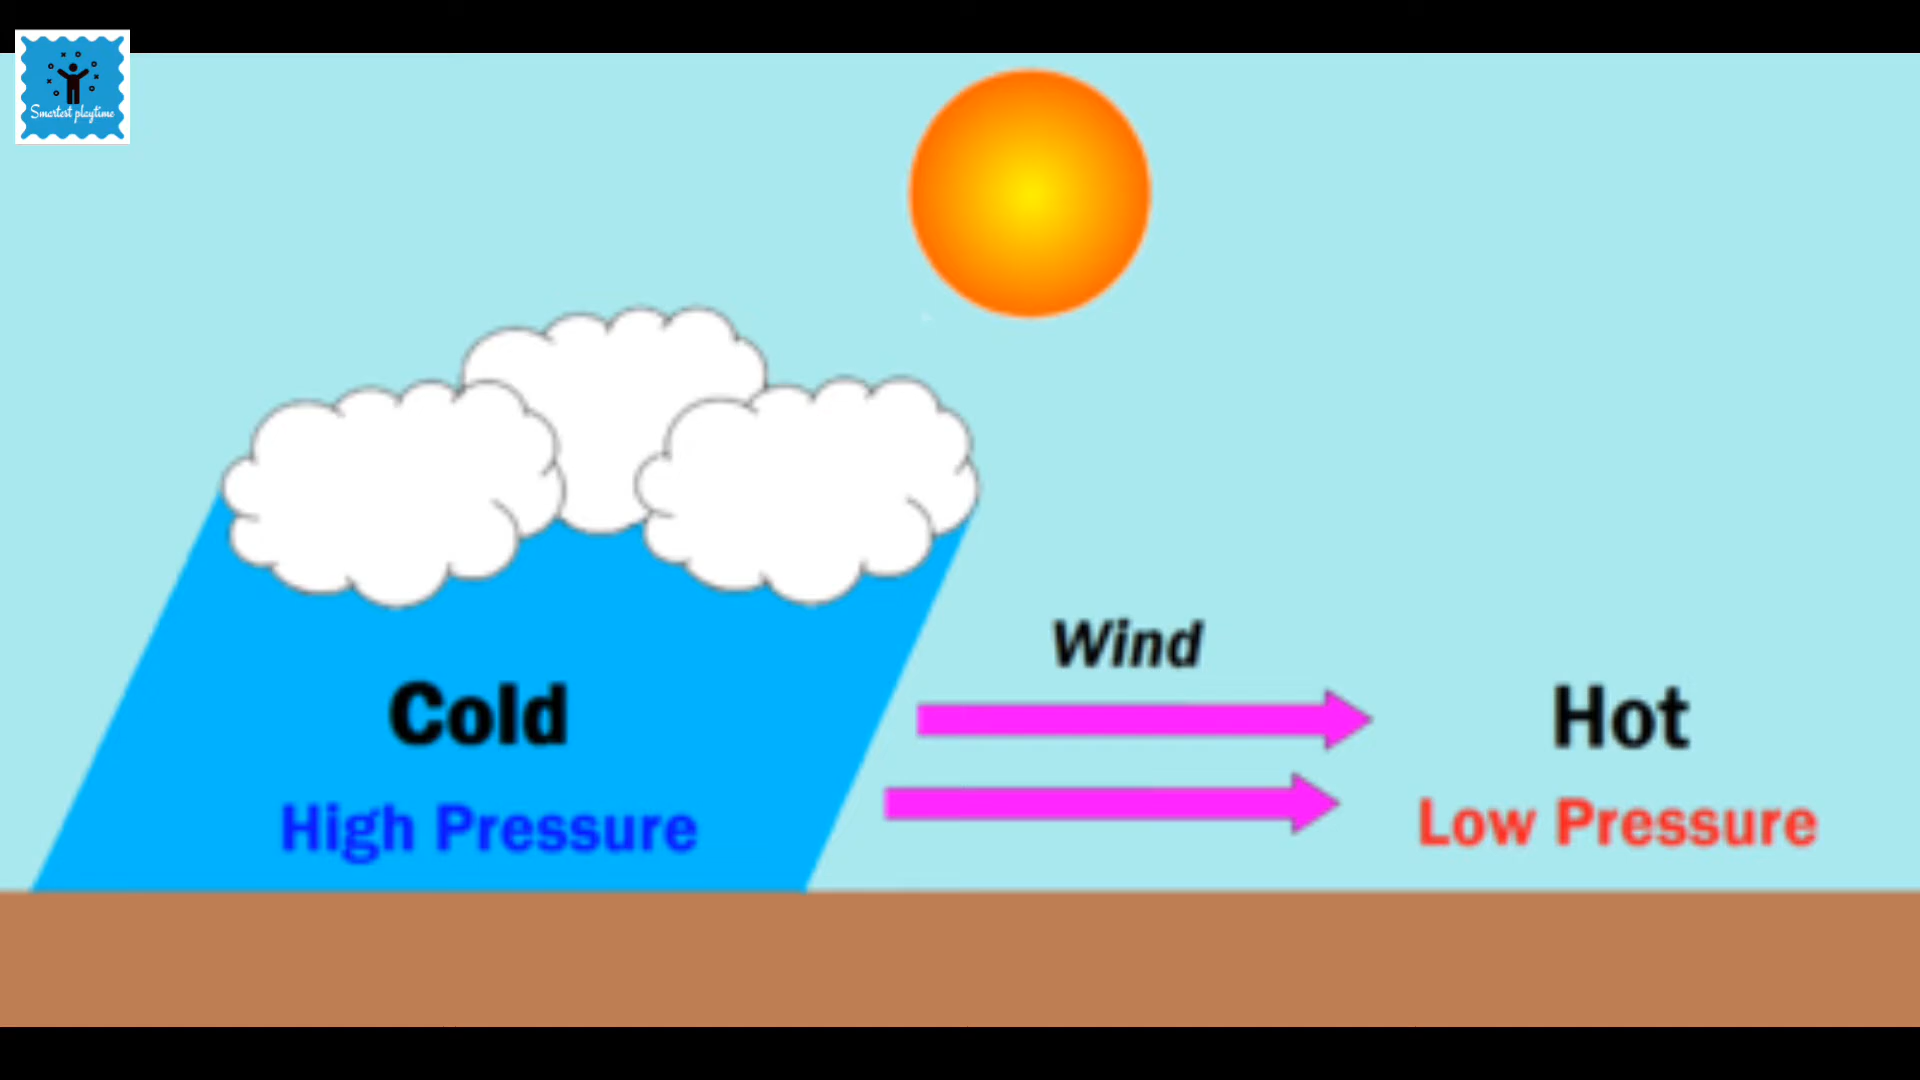 Smartest playtime
Wind
Cold
Hot
High Pressure
Low Pressure